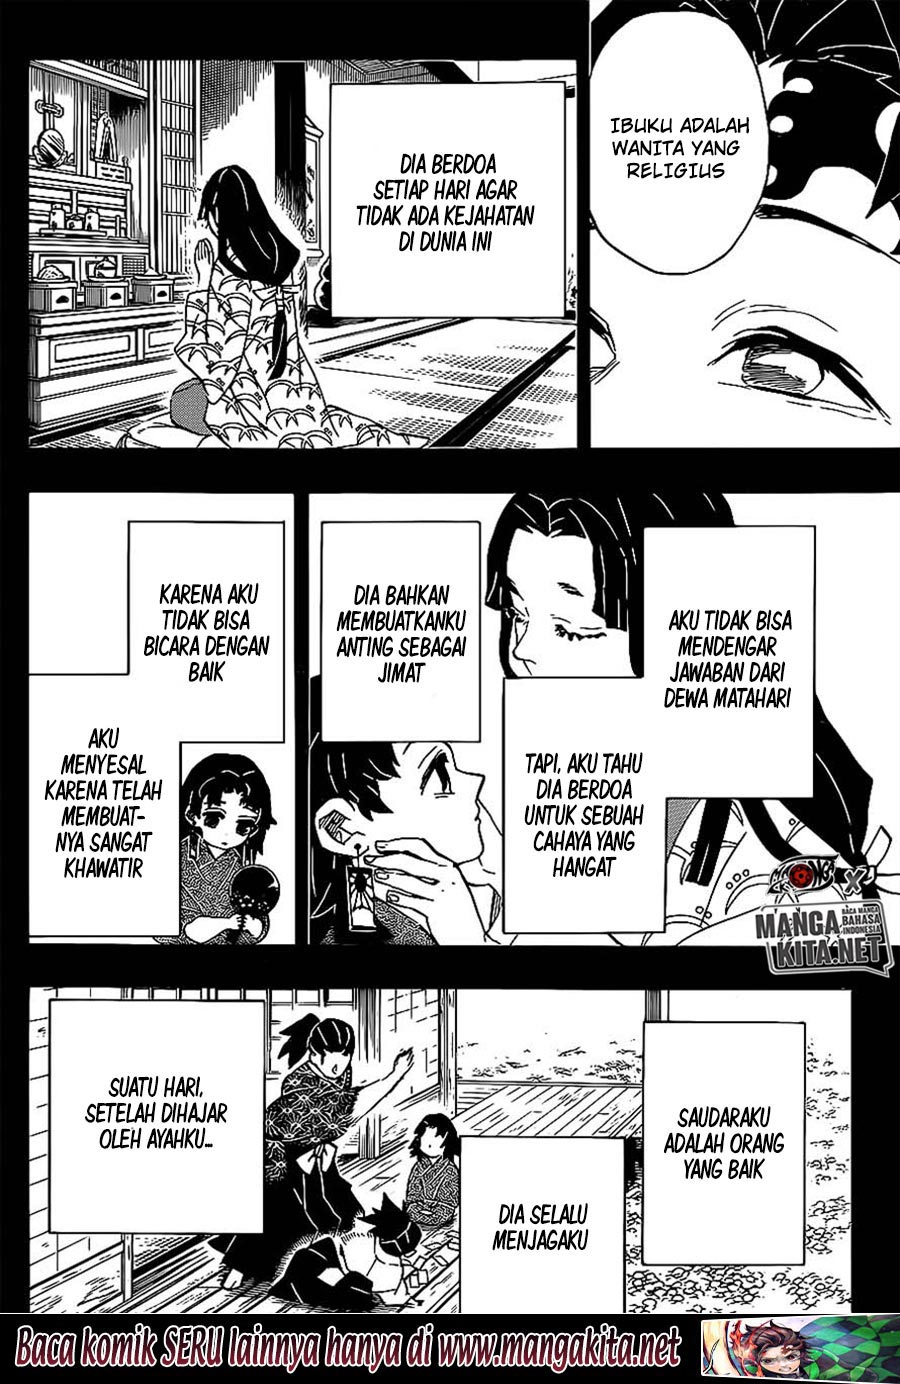 IBUKU ADALAH
WANITA YANG
RELIGIUS
DIA BERDOA
SETIAP HARI AGAR
TIDAK ADA KEJAHATAN
DI DUNIA INI
AKU TIDAK BISA
MENDENGAR
JAWABAN DARI
DEWA MATAHARI
TAPI, AKU TAHU
DIA BERDOA
UNTUK SEBUAH
CAHAYA YANG
HANGAT
DIA BAHKAN
MEMBUATKANKU
ANTING SEBAGAI
JIMAT
KARENA AKU
TIDAK BISA
BICARA DENGAN
BAIK
AKU
MENYESAL
KARENA TELAH
MEMBUAT-
NYA SANGAT
KHAWATIR
X
MANGA
BACA MANGA
BAHASA
INDONESIA
KITA.NET
SAUDARAKU
ADALAH ORANG
YANG BAIK
DIA SELALU
MENJAGAKU
SUATU HARI,
SETELAH DIHAJAR
OLEH AYAHKU...
Baca komik SERU lainnya hanya di www.mangakita.net